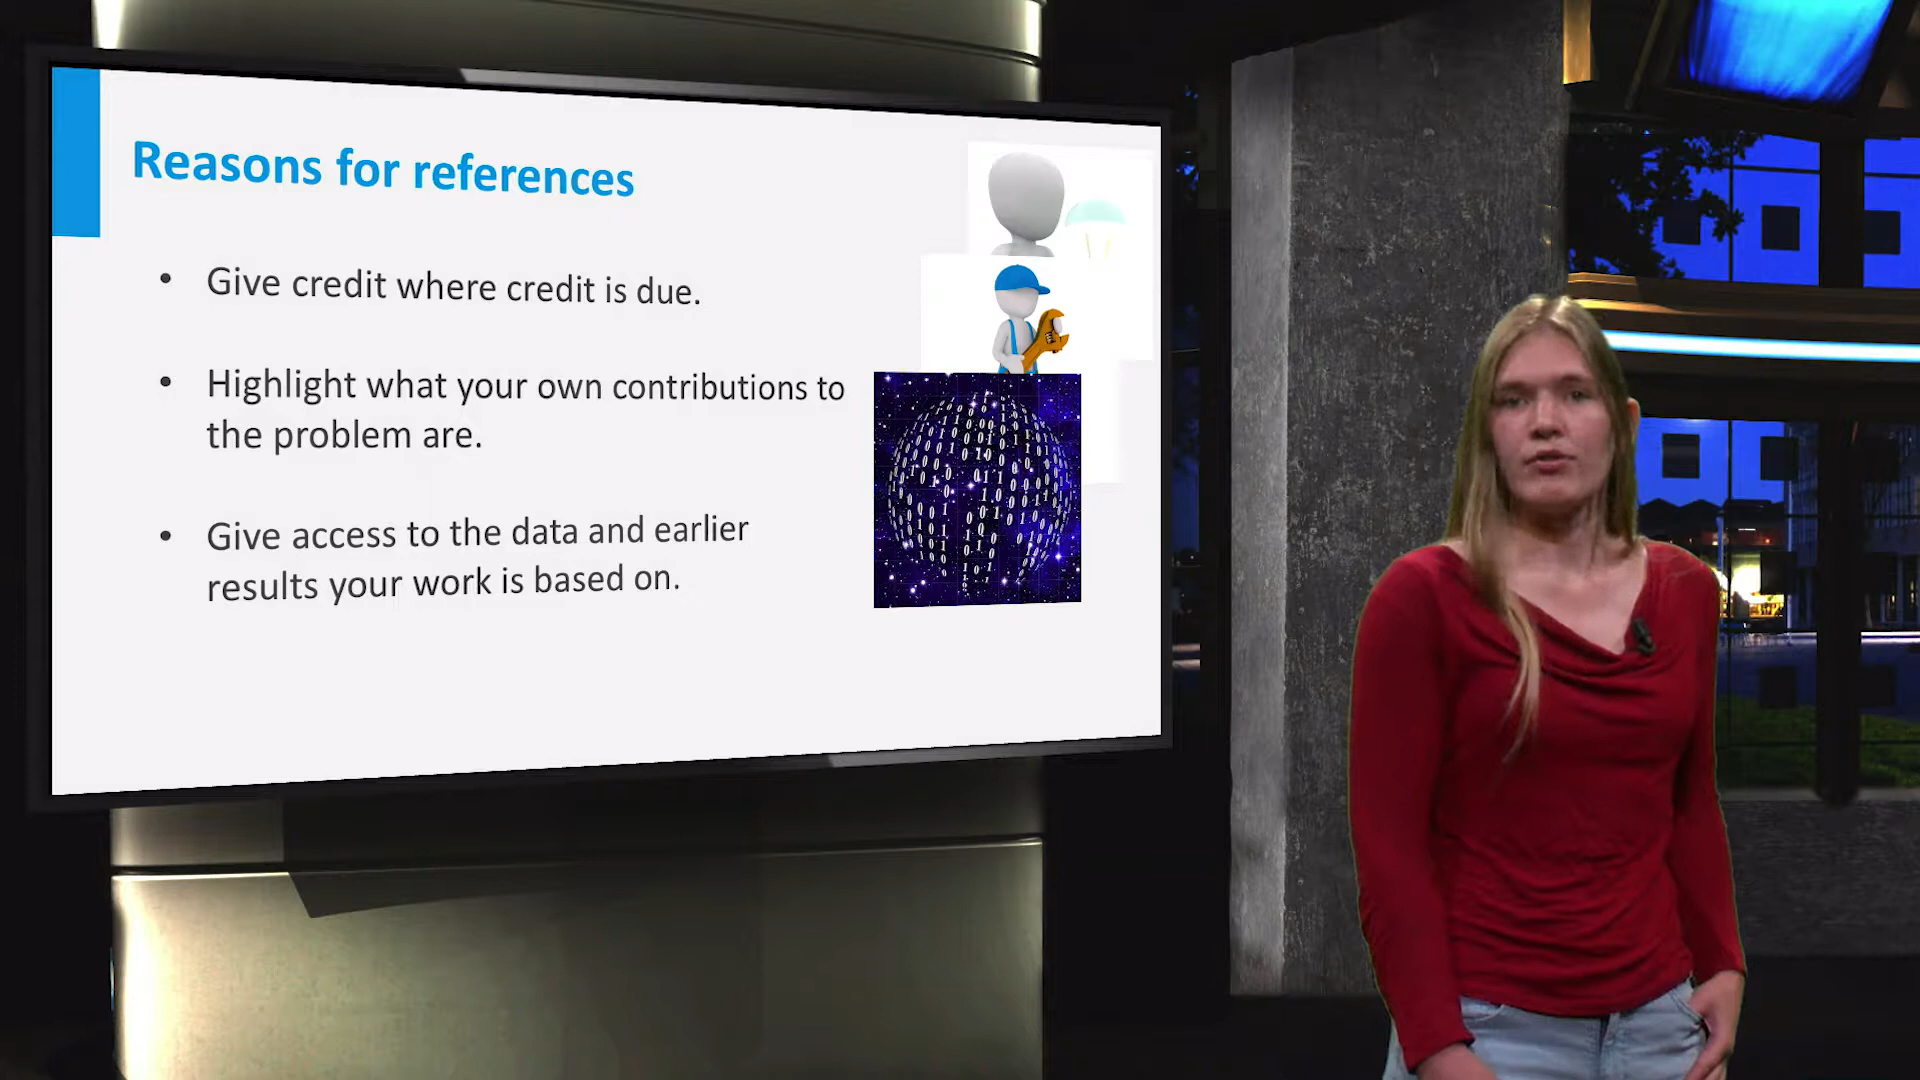 Reasons for references
• Give credit where credit is due.
• Highlight what your own contributions to
the problem are.
• Give access to the data and earlier
results your work is based on.